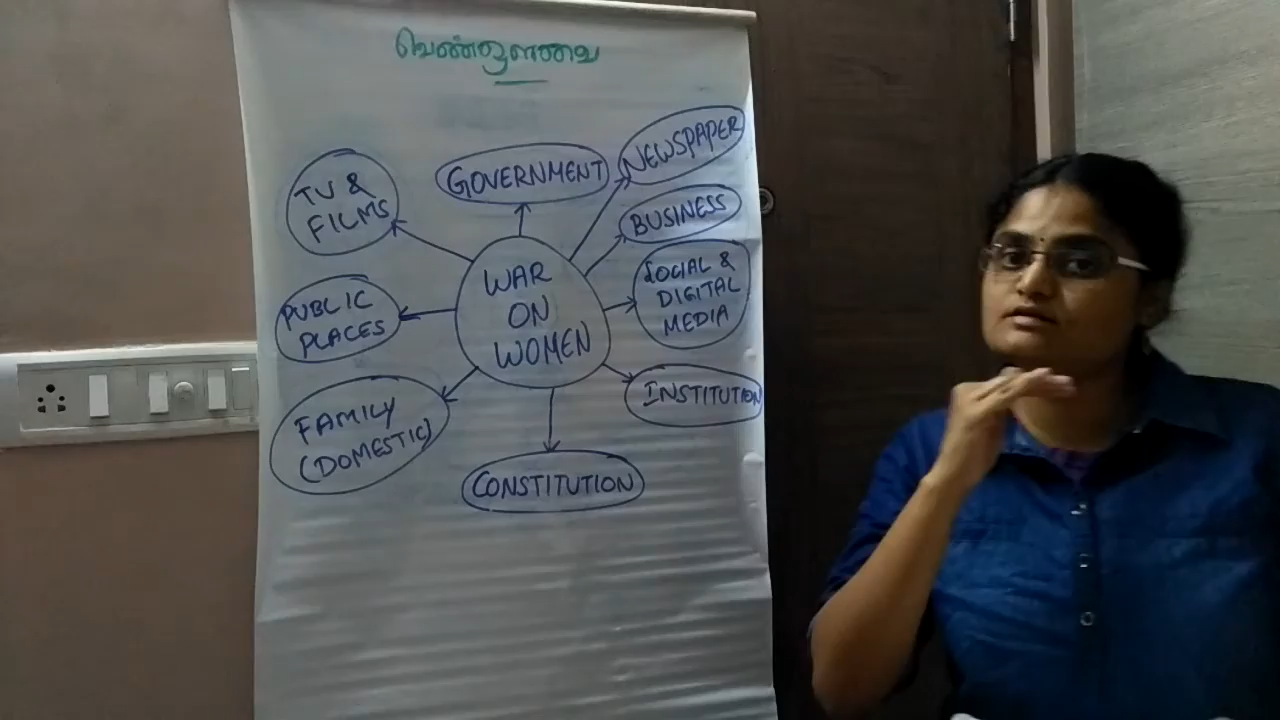 GOVERNMENT
NEWSPAPER
TV &
FILMS
BUSINESS
WAR
ON
WOMEN
SOCIAL &
DIGITAL
MEDIA
PUBLIC
PLACES
INSTITUTION
FAMILY
(DOMESTIC)
CONSTITUTION